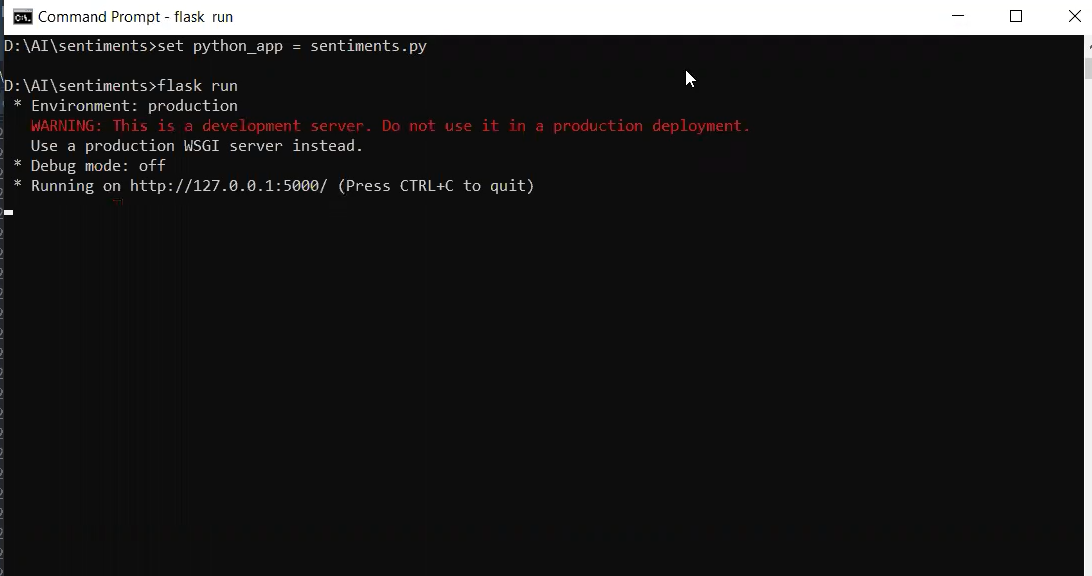 Command Prompt - flask  run
D:\AI\sentiments>set python_app = sentiments.py
D:\AI\sentiments>flask run
* Environment: production
WARNING: This is a development server. Do not use it in a production deployment.
Use a production WSGI server instead.
* Debug mode: off
* Running on http://127.0.0.1:5000/ (Press CTRL+C to quit)